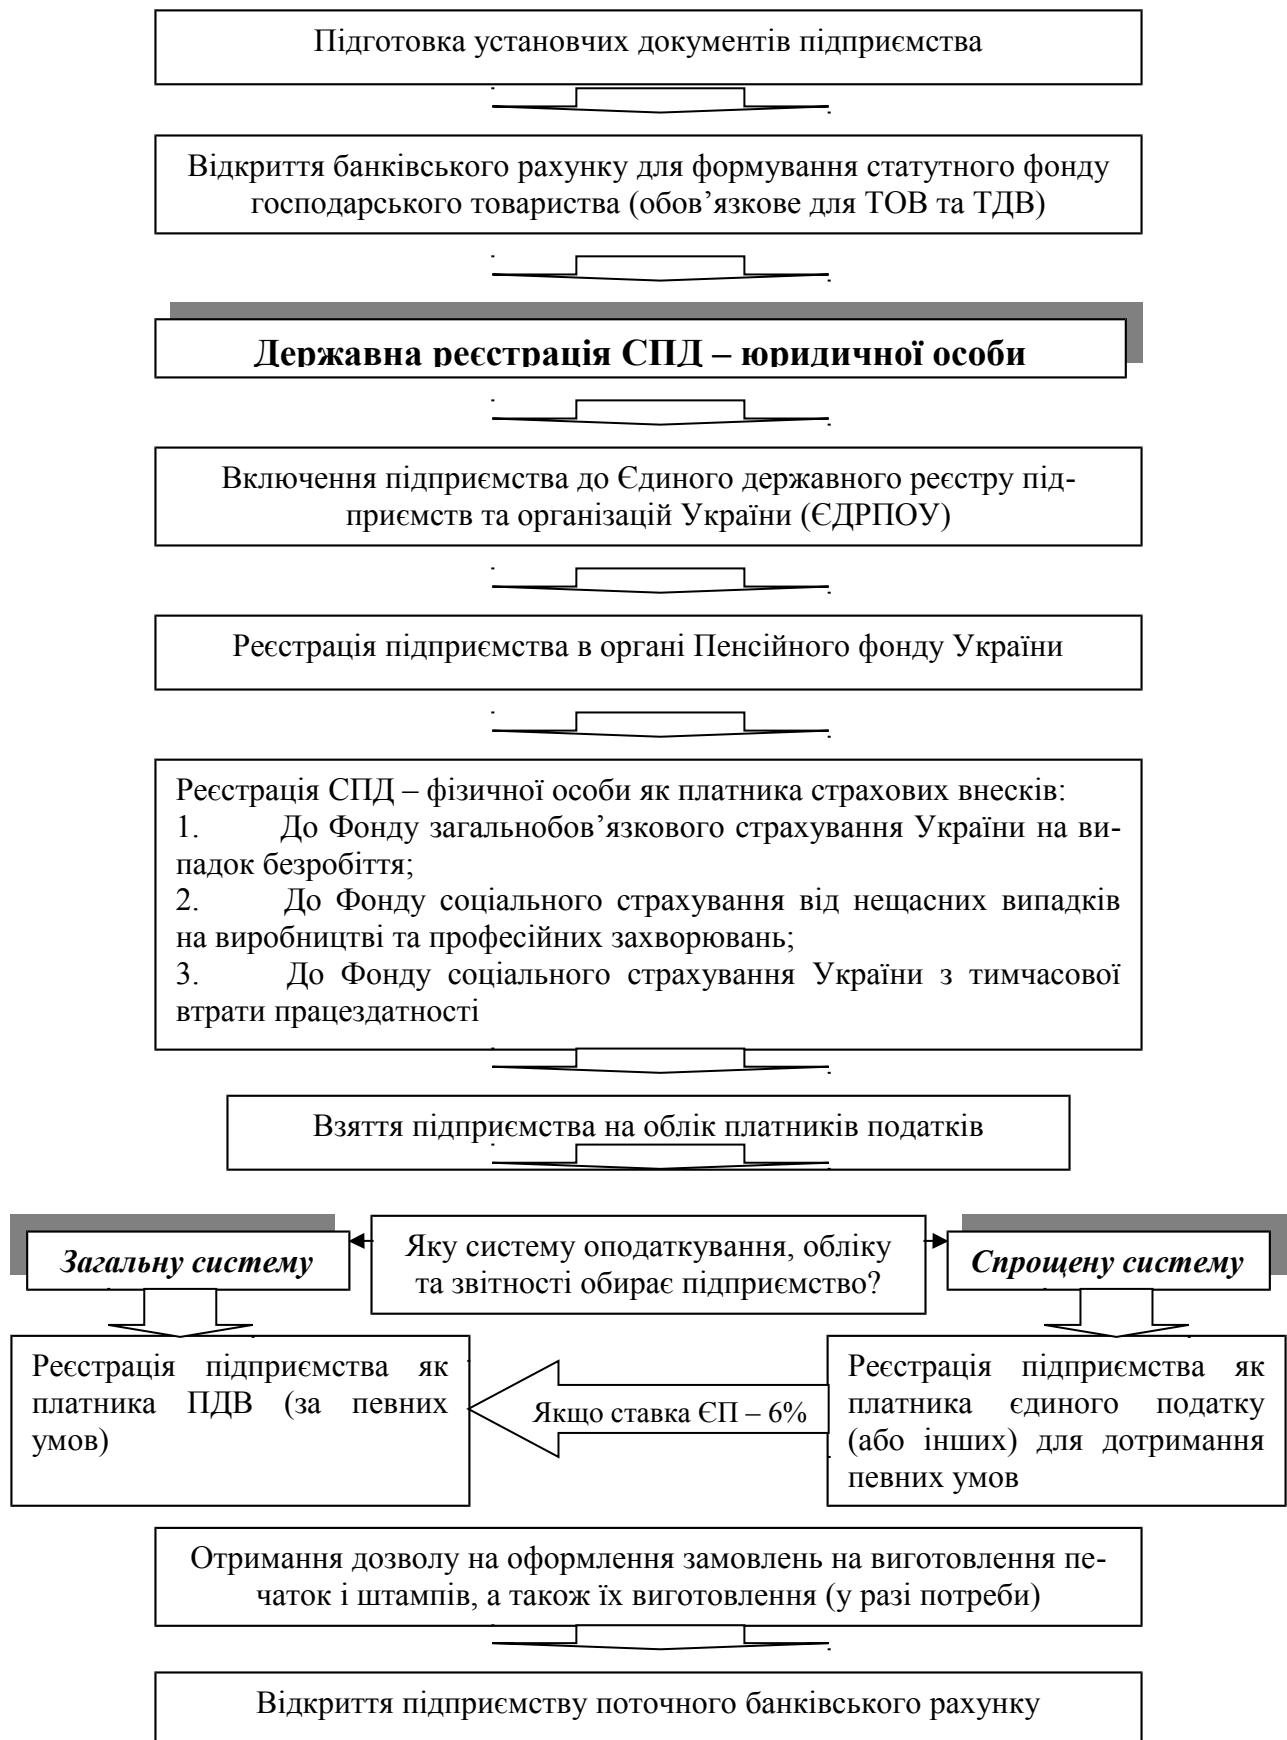 Підготовка установчих документів підприємства
Відкриття банківського рахунку для формування статутного фонду
господарського товариства (обов’язкове для ТОВ та ТДВ)
Державна реєстрація СПД – юридичної особи
Включення підприємства до Єдиного державного реєстру під-
приємств та організацій України (ЄДРПОУ)
Реєстрація підприємства в органі Пенсійного фонду України
Реєстрація СПД – фізичної особи як платника страхових внесків:
1. До Фонду загальнобов’язкового страхування України на ви-
падок безробіття;
2. До Фонду соціального страхування від нещасних випадків
на виробництві та професійних захворювань;
3. До Фонду соціального страхування України з тимчасової
втрати працездатності
Взяття підприємства на облік платників податків
Яку систему оподаткування, обліку
та звітності обирає підприємство?
Загальну систему
Спрощену систему
Реєстрація підприємства як
платника ПДВ (за певних
умов)
Якщо ставка ЄП – 6%
Реєстрація підприємства як
платника єдиного податку
(або інших) для дотримання
певних умов
Отримання дозволу на оформлення замовлень на виготовлення пе-
чаток і штампів, а також їх виготовлення (у разі потреби)
Відкриття підприємству поточного банківського рахунку